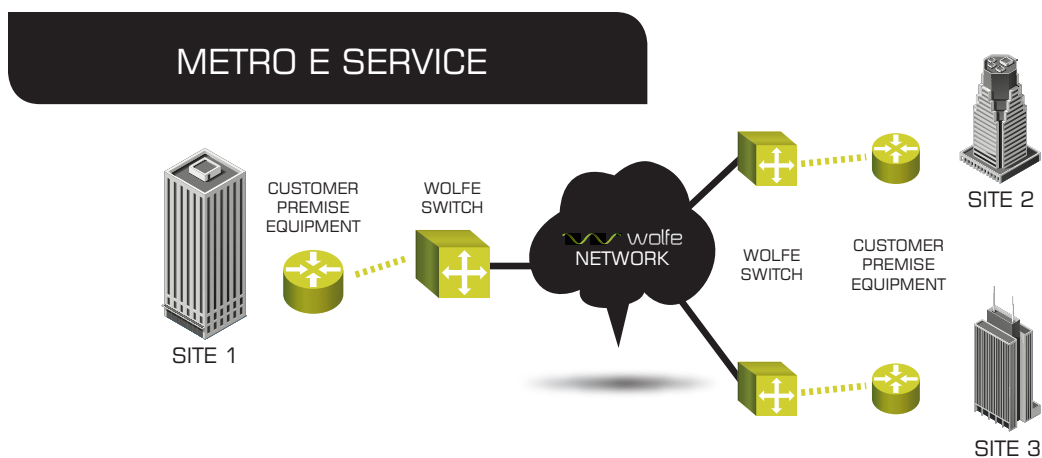 METRO E SERVICE
CUSTOMER
PREMISE
EQUIPMENT
WOLFE
SWITCH
SITE 1
wolfe
NETWORK
WOLFE
SWITCH
CUSTOMER
PREMISE
EQUIPMENT
SITE 2
SITE 3